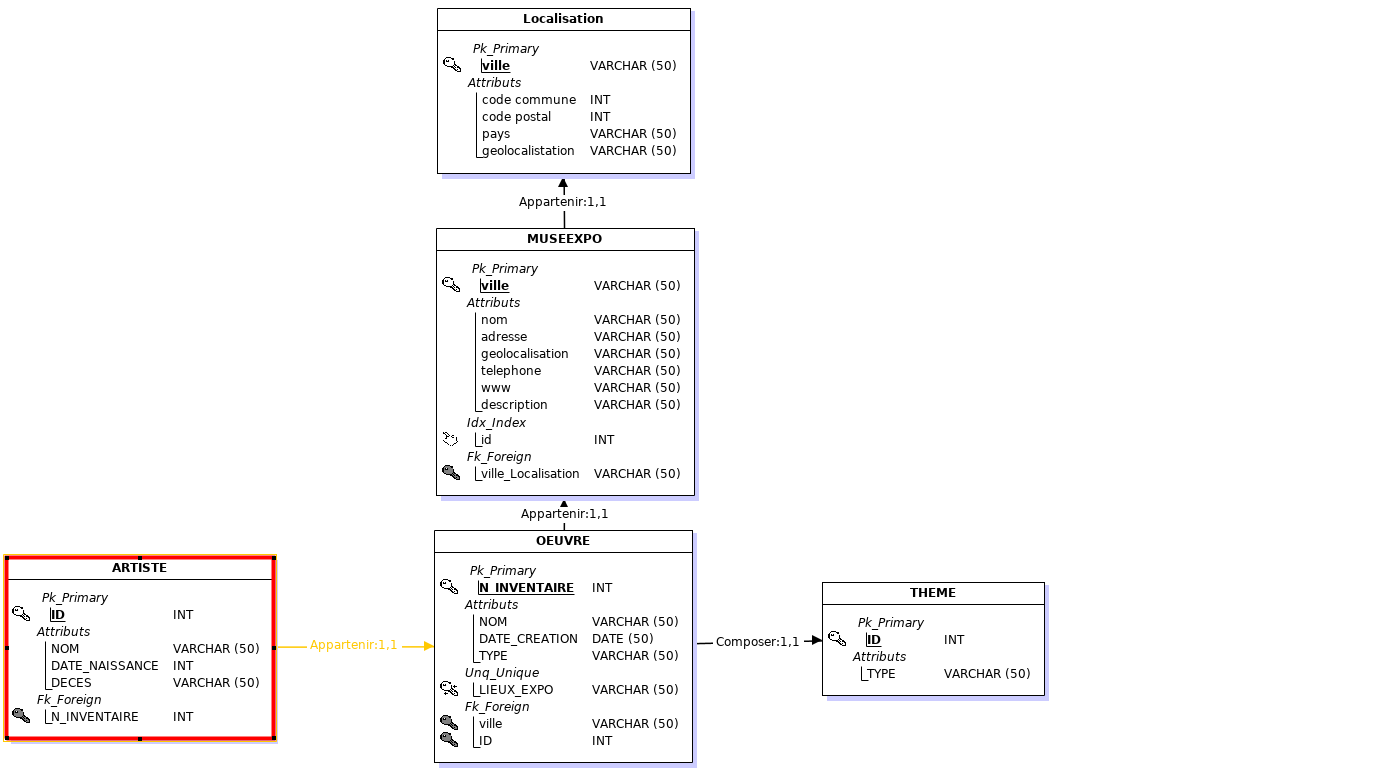 Localisation
Pk_Primary
ville VARCHAR (50)
Attributs
code commune INT
code postal INT
pays VARCHAR (50)
geolocalistation VARCHAR (50)
Appartenir:1,1
MUSEEXPO
Pk_Primary
ville VARCHAR (50)
Attributs
nom VARCHAR (50)
adresse VARCHAR (50)
geolocalisation VARCHAR (50)
telephone VARCHAR (50)
www VARCHAR (50)
description VARCHAR (50)
Idx_Index
id INT
Fk_Foreign
ville_Localisation VARCHAR (50)
Appartenir:1,1
ARTISTE
Pk_Primary
ID INT
Attributs
NOM VARCHAR (50)
DATE_NAISSANCE INT
DECES VARCHAR (50)
Fk_Foreign
N_INVENTAIRE INT
Appartenir:1,1
OEUVRE
Pk_Primary
N_INVENTAIRE INT
Attributs
NOM VARCHAR (50)
DATE_CREATION DATE (50)
TYPE VARCHAR (50)
Unq_Unique
LIEUX_EXPO VARCHAR (50)
Fk_Foreign
ville VARCHAR (50)
ID INT
Composer:1,1
THEME
Pk_Primary
ID INT
Attributs
TYPE VARCHAR (50)